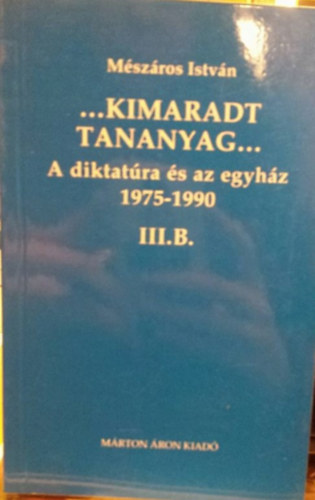 Mészáros István
...KIMARADT
TANANYAG...
A diktatúra és az egyház
1975-1990
III.B.
MÁRTON ÁRON KIADÓ